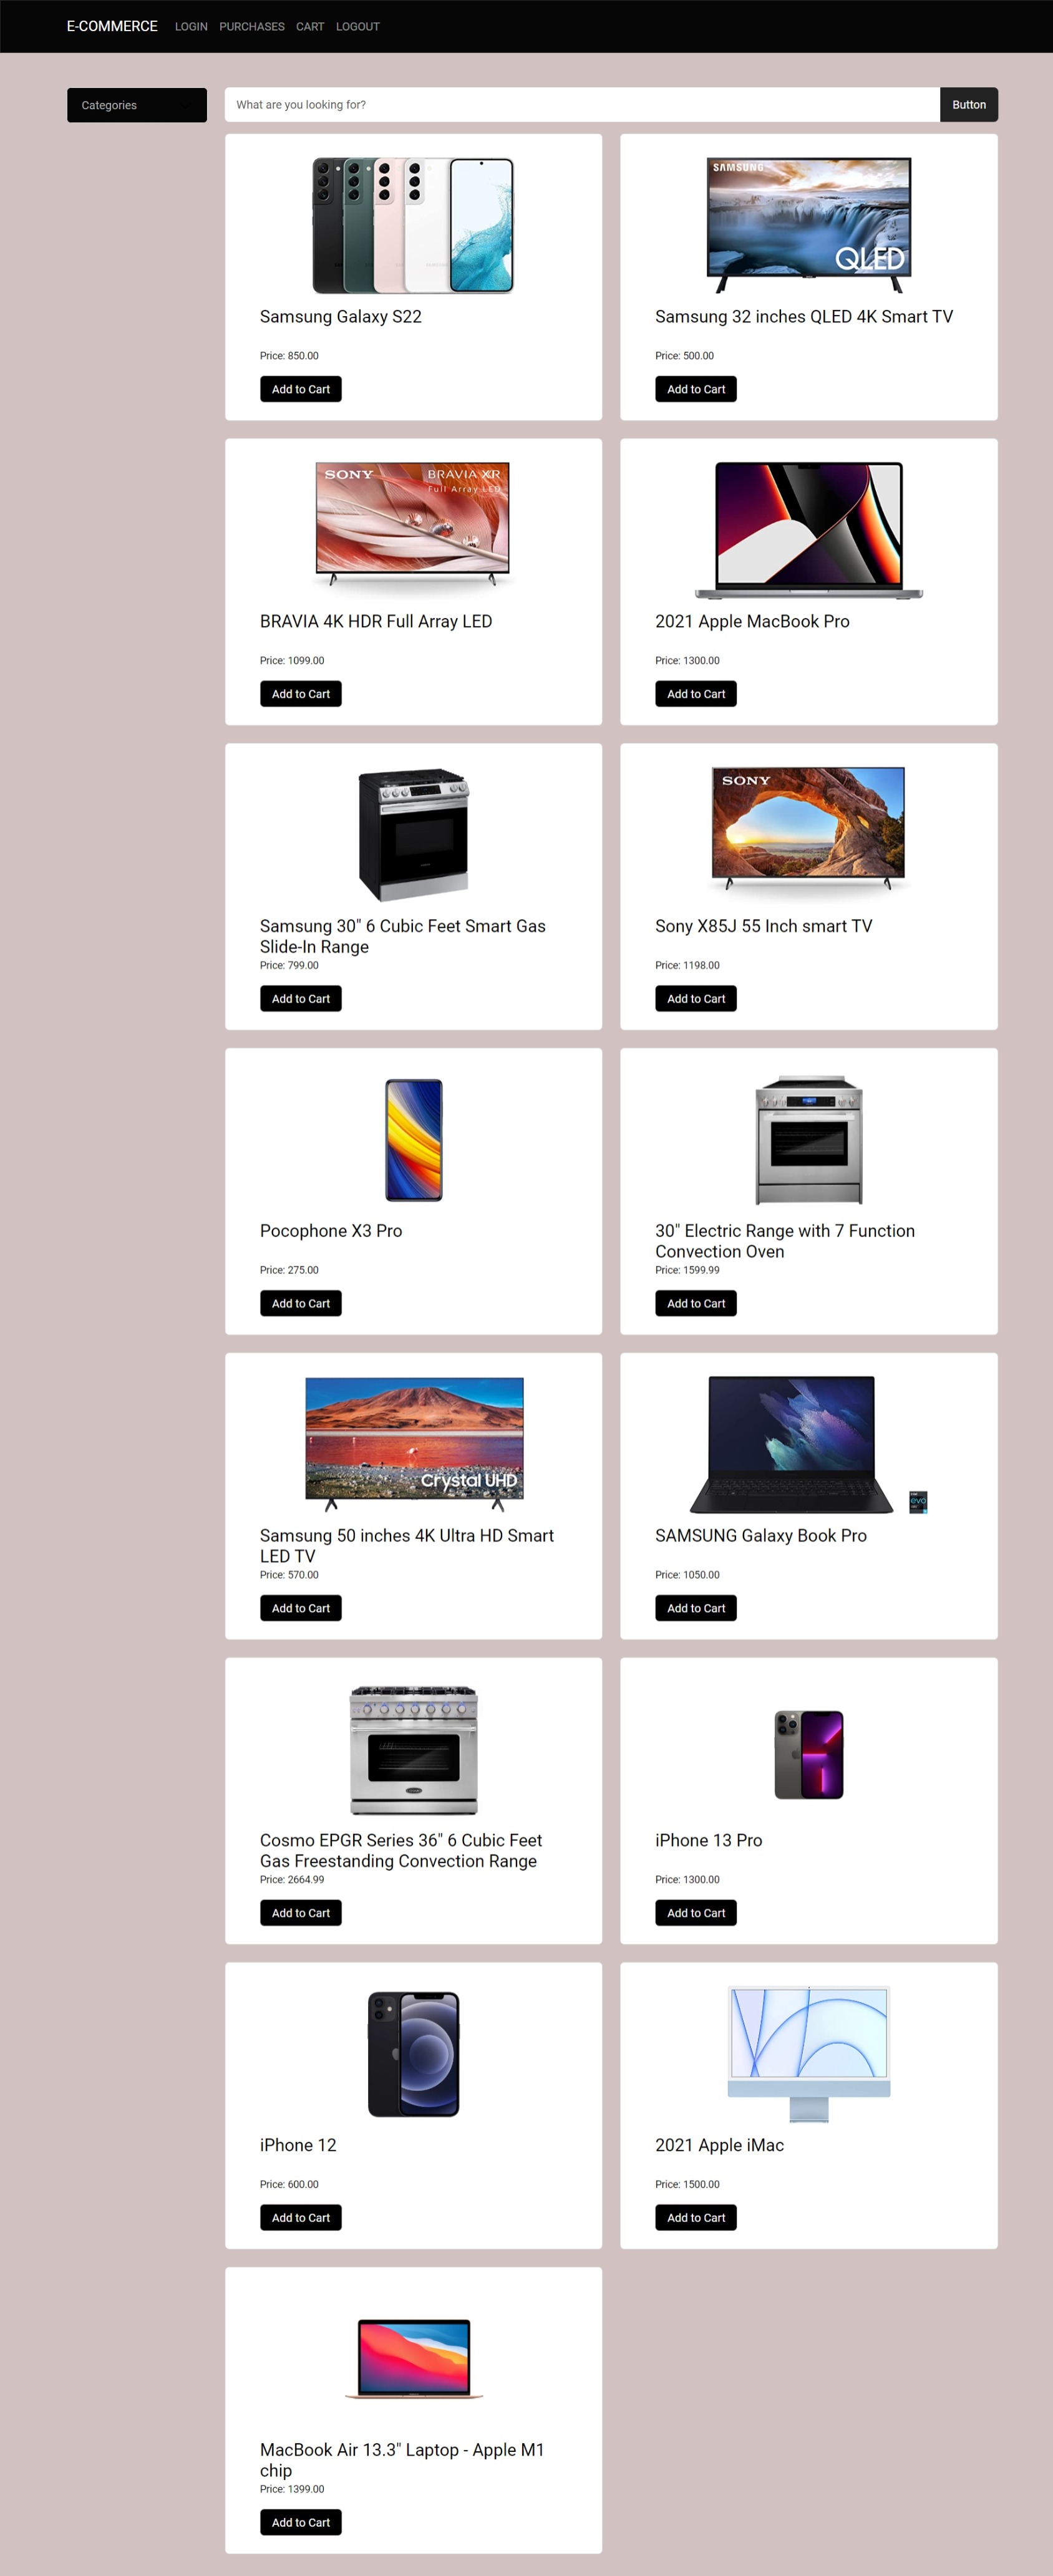 E-COMMERCE LOGIN PURCHASES CART LOGOUT
Categories
What are you looking for? Button
Samsung Galaxy S22
Price: 850.00
Add to Cart
SAMSUNG
QLED
Samsung 32 inches QLED 4K Smart TV
Price: 500.00
Add to Cart
SONY BRAVIA XR
Full Array LED
BRAVIA 4K HDR Full Array LED
Price: 1099.00
Add to Cart
2021 Apple MacBook Pro
Price: 1300.00
Add to Cart
Samsung 30" 6 Cubic Feet Smart Gas
Slide-In Range
Price: 799.00
Add to Cart
SONY
Sony X85J 55 Inch smart TV
Price: 1198.00
Add to Cart
Pocophone X3 Pro
Price: 275.00
Add to Cart
30" Electric Range with 7 Function
Convection Oven
Price: 1599.99
Add to Cart
Crystal UHD
Samsung 50 inches 4K Ultra HD Smart
LED TV
Price: 570.00
Add to Cart
evo
SAMSUNG Galaxy Book Pro
Price: 1050.00
Add to Cart
Cosmo EPGR Series 36" 6 Cubic Feet
Gas Freestanding Convection Range
Price: 2664.99
Add to Cart
iPhone 13 Pro
Price: 1300.00
Add to Cart
iPhone 12
Price: 600.00
Add to Cart
2021 Apple iMac
Price: 1500.00
Add to Cart
MacBook Air 13.3" Laptop - Apple M1
chip
Price: 1399.00
Add to Cart